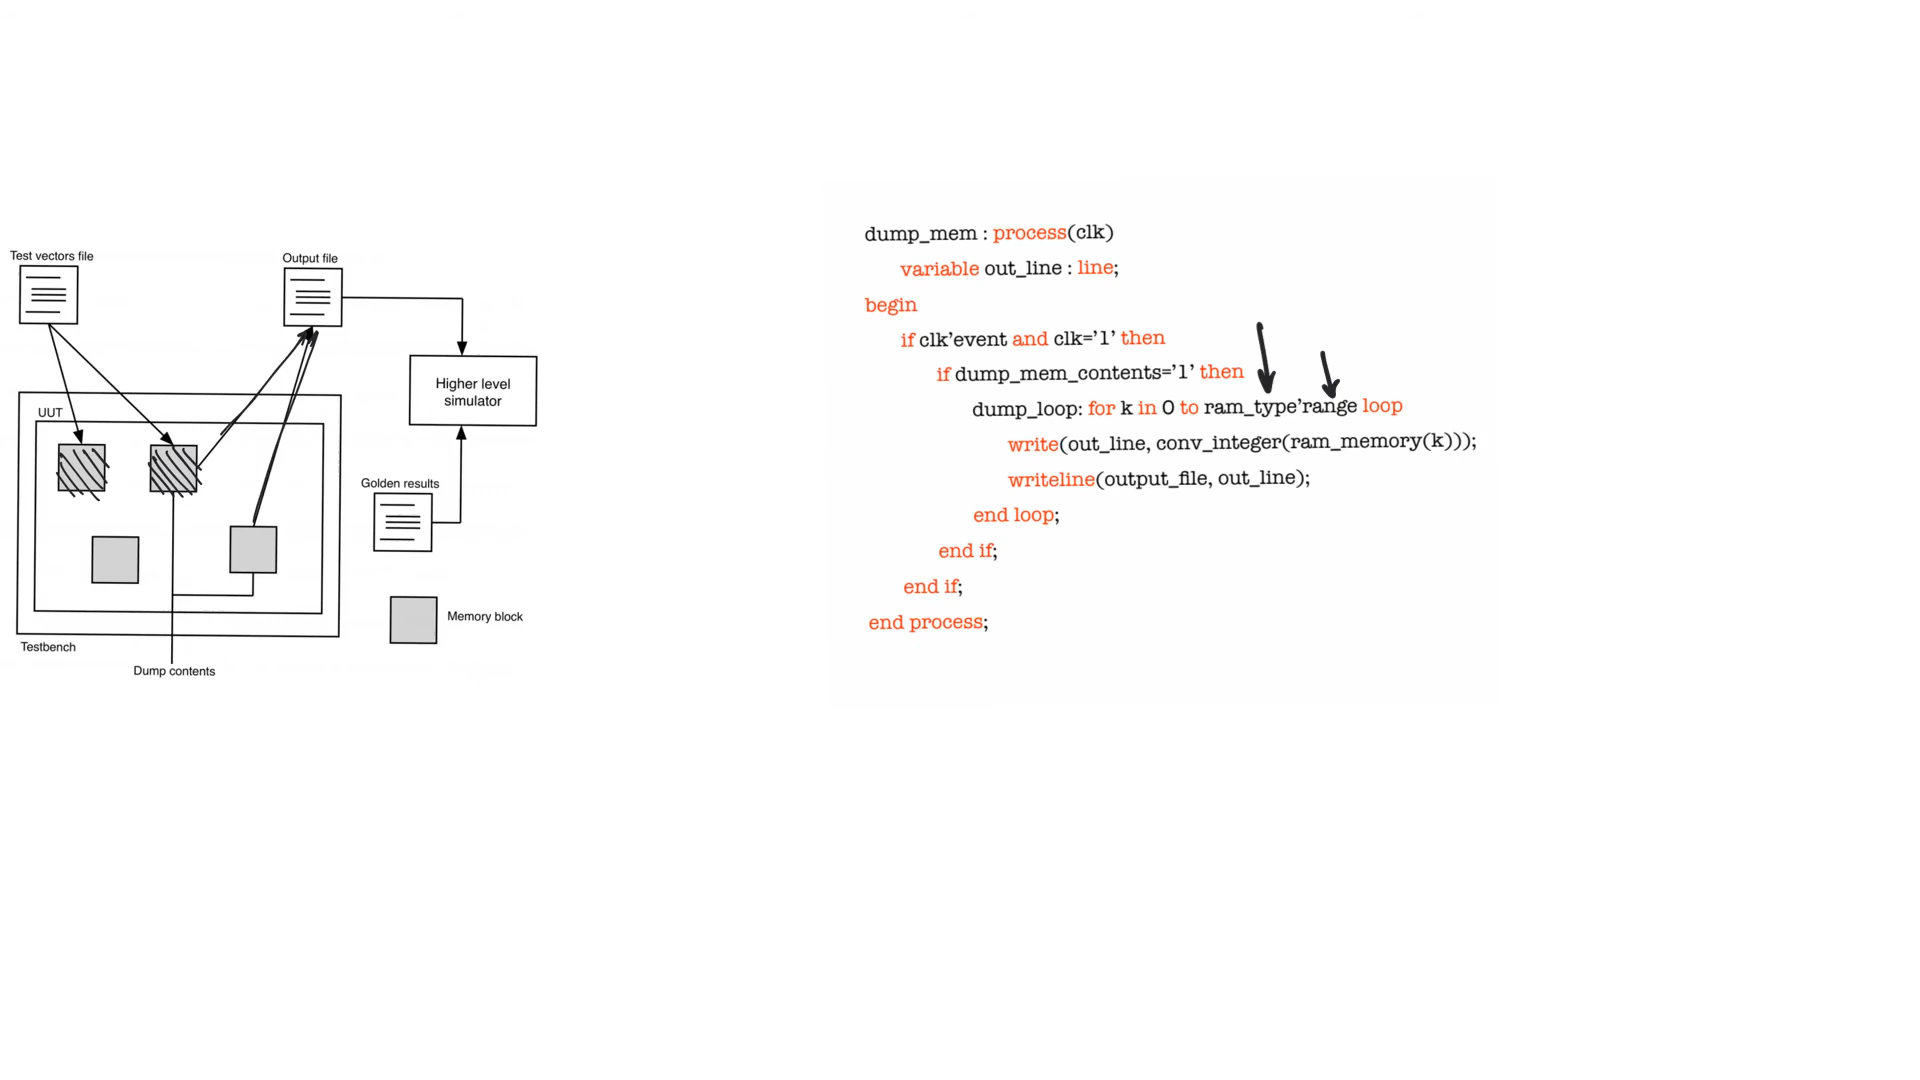 Test vectors file
Output file
Higher level
simulator
UUT
Golden results
Memory block
Testbench
Dump contents
dump_mem : process(clk)
variable out_line : line;
begin
if clk’event and clk=’1’ then
if dump_mem_contents=’1’ then
dump_loop: for k in 0 to ram_type’range loop
write(out_line, conv_integer(ram_memory(k)));
writeline(output_file, out_line);
end loop;
end if;
end if;
end process;